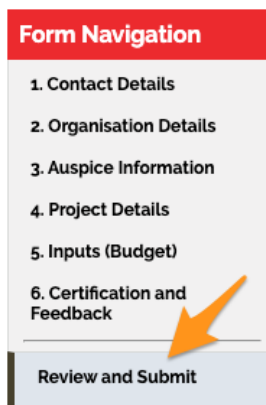 Form Navigation
1. Contact Details
2. Organisation Details
3. Auspice Information
4. Project Details
5. Inputs (Budget)
6. Certification and
Feedback
Review and Submit